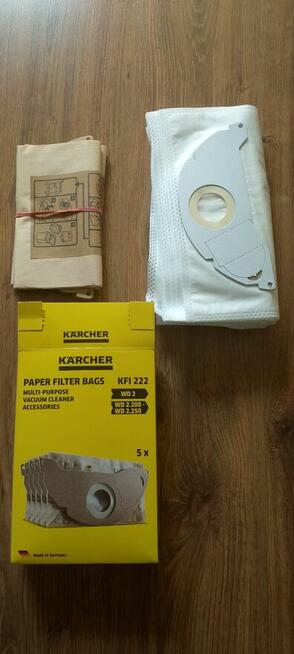 KÄRCHER
KÄRCHER
PAPER FILTER BAGS KFI 222
MULTI-PURPOSE
VACUUM CLEANER
ACCESSORIES
WD 2
WD 2.200 -
WD 2.250
5 x
Made in Germany